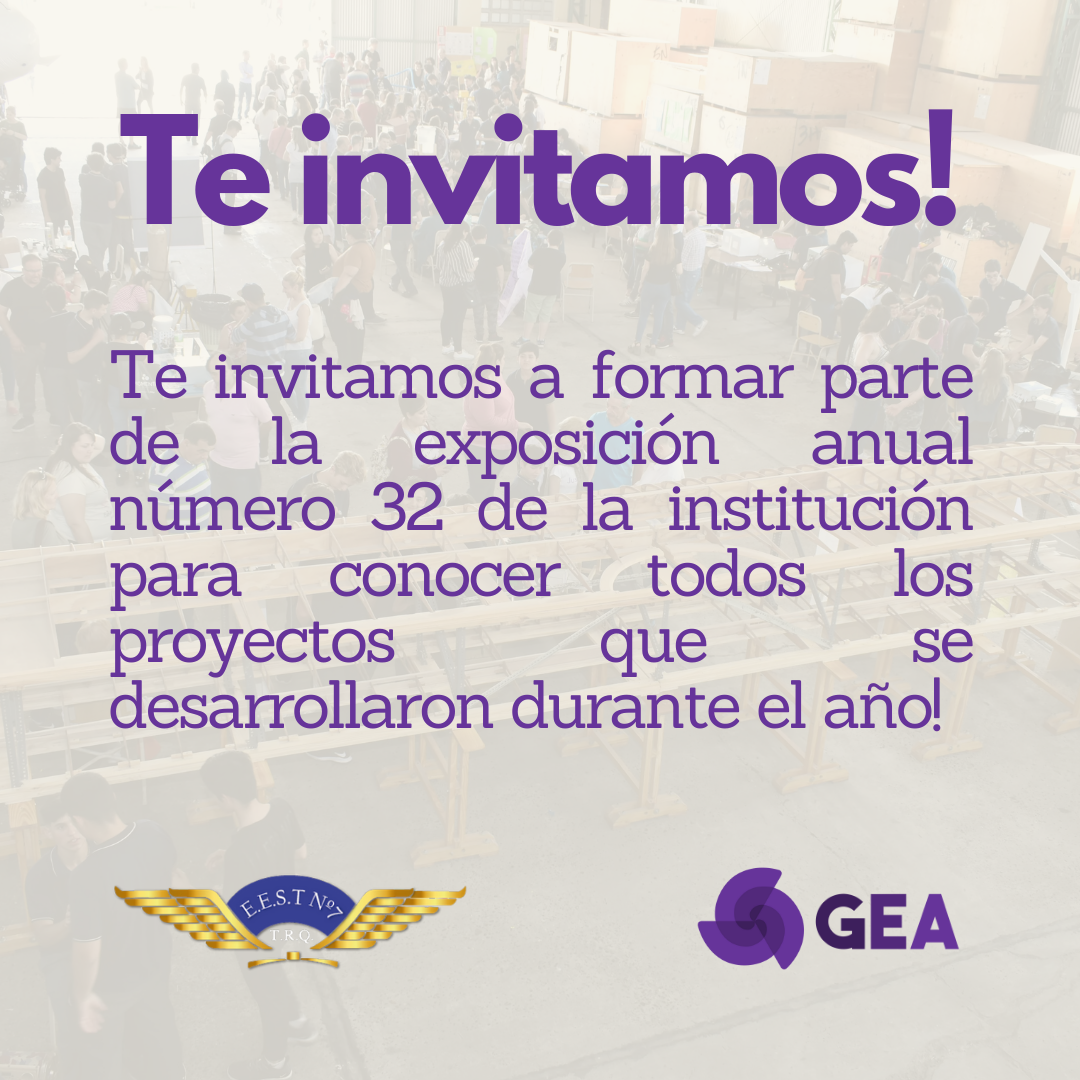 Te invitamos!
Te invitamos a formar parte
de la exposición anual
número 32 de la institución
para conocer todos los
proyectos que se
desarrollaron durante el año!
E.E.S.T Nº7
TRQ
GEA